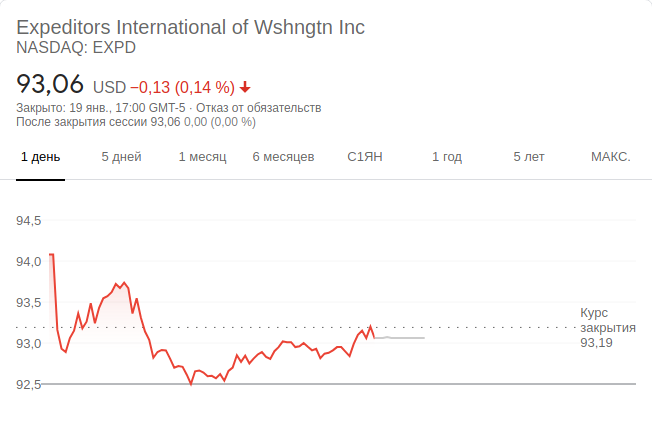 Expeditors International of Wshngtn Inc
NASDAQ: EXPD
93,06 USD −0,13 (0,14 %)
Закрыто: 19 янв., 17:00 GMT-5 · Отказ от обязательств
После закрытия сессии 93,06 0,00 (0,00 %)
1 день 5 дней 1 месяц 6 месяцев С1ЯН 1 год 5 лет МАКС.
94,5
94,0
93,5
93,0
92,5
Курс
закрытия
93,19